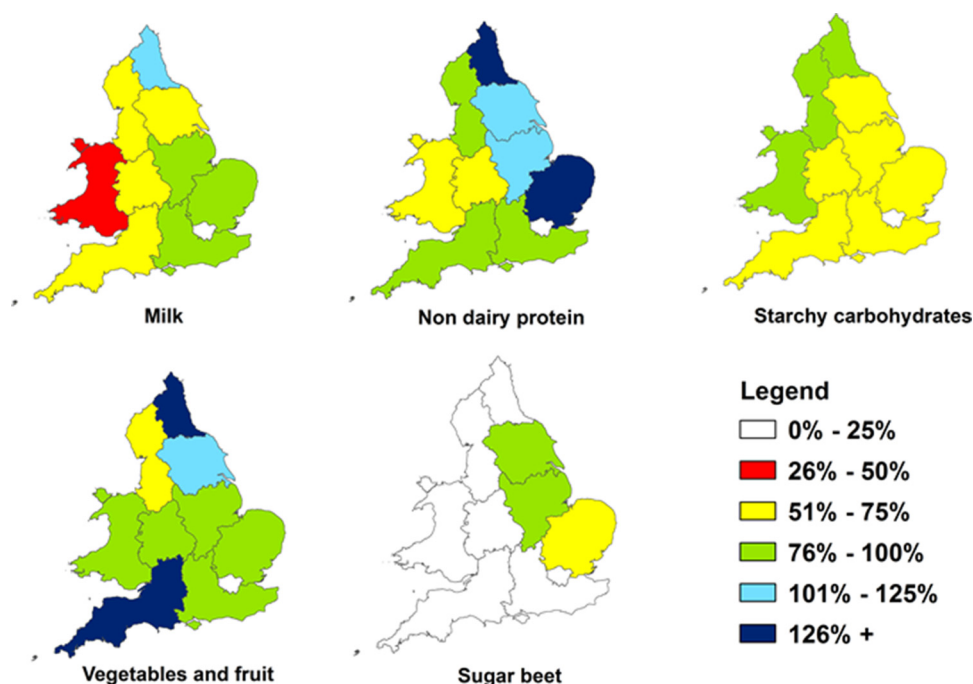 Milk
Non dairy protein
Starchy carbohydrates
Legend
0% - 25%
26% - 50%
51% - 75%
76% - 100%
101% - 125%
126% +
Vegetables and fruit
Sugar beet